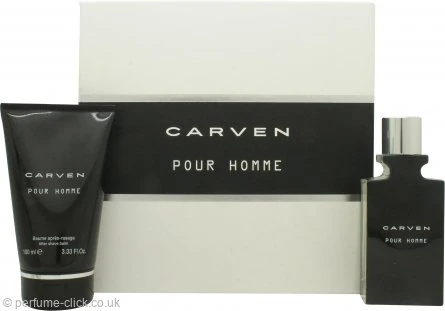 CARVEN
POUR HOMME
CARVEN
POUR HOMME
Baume après-rasage
After shave balm
100 ml e 3.33 Fl.Oz.
CARVEN
POUR HOMME
© parfume-click.co.uk